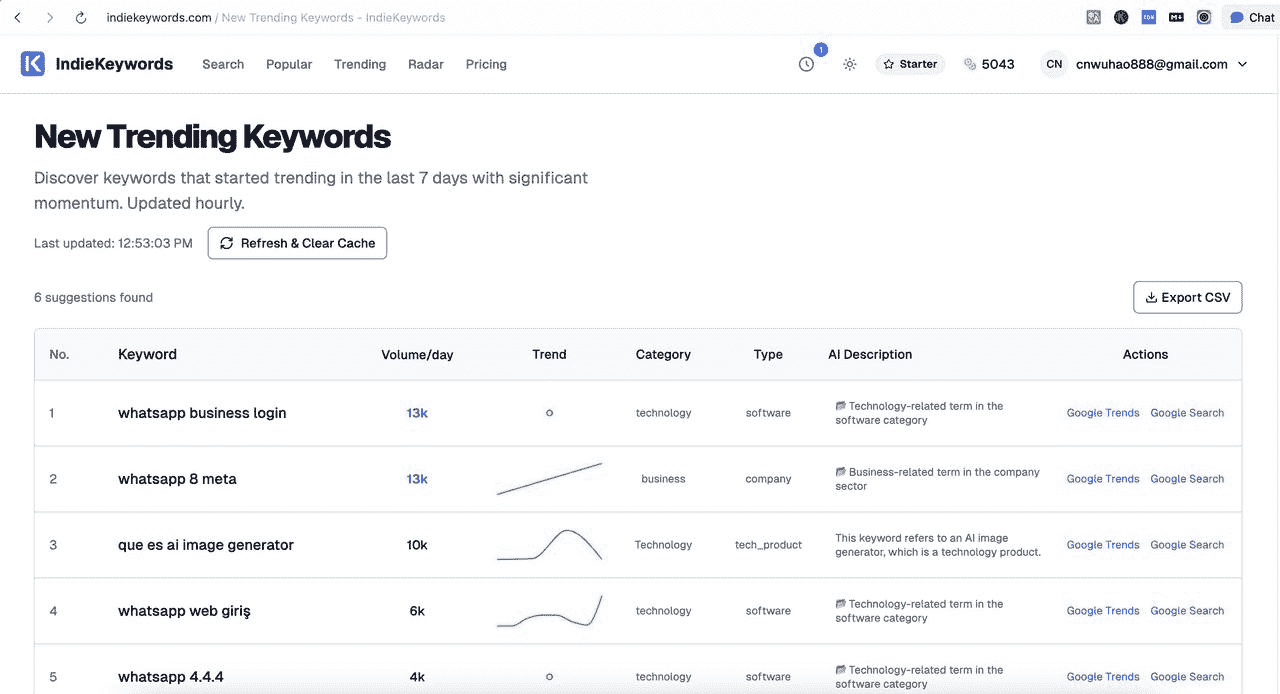 indiekeywords.com / New Trending Keywords - IndieKeywords
Chat
IndieKeywords Search Popular Trending Radar Pricing 1 Starter 5043 CN cnwuhao888@gmail.com
New Trending Keywords
Discover keywords that started trending in the last 7 days with significant
momentum. Updated hourly.
Last updated: 12:53:03 PM Refresh & Clear Cache
6 suggestions found Export CSV
No. Keyword Volume/day Trend Category Type AI Description Actions
1 whatsapp business login 13k technology software Technology-related term in the
software category Google Trends Google Search
2 whatsapp 8 meta 13k business company Business-related term in the company
sector Google Trends Google Search
3 que es ai image generator 10k Technology tech_product This keyword refers to an AI image
generator, which is a technology product. Google Trends Google Search
4 whatsapp web giriş 6k technology software Technology-related term in the
software category Google Trends Google Search
5 whatsapp 4.4.4 4k technology software Technology-related term in the
software category Google Trends Google Search